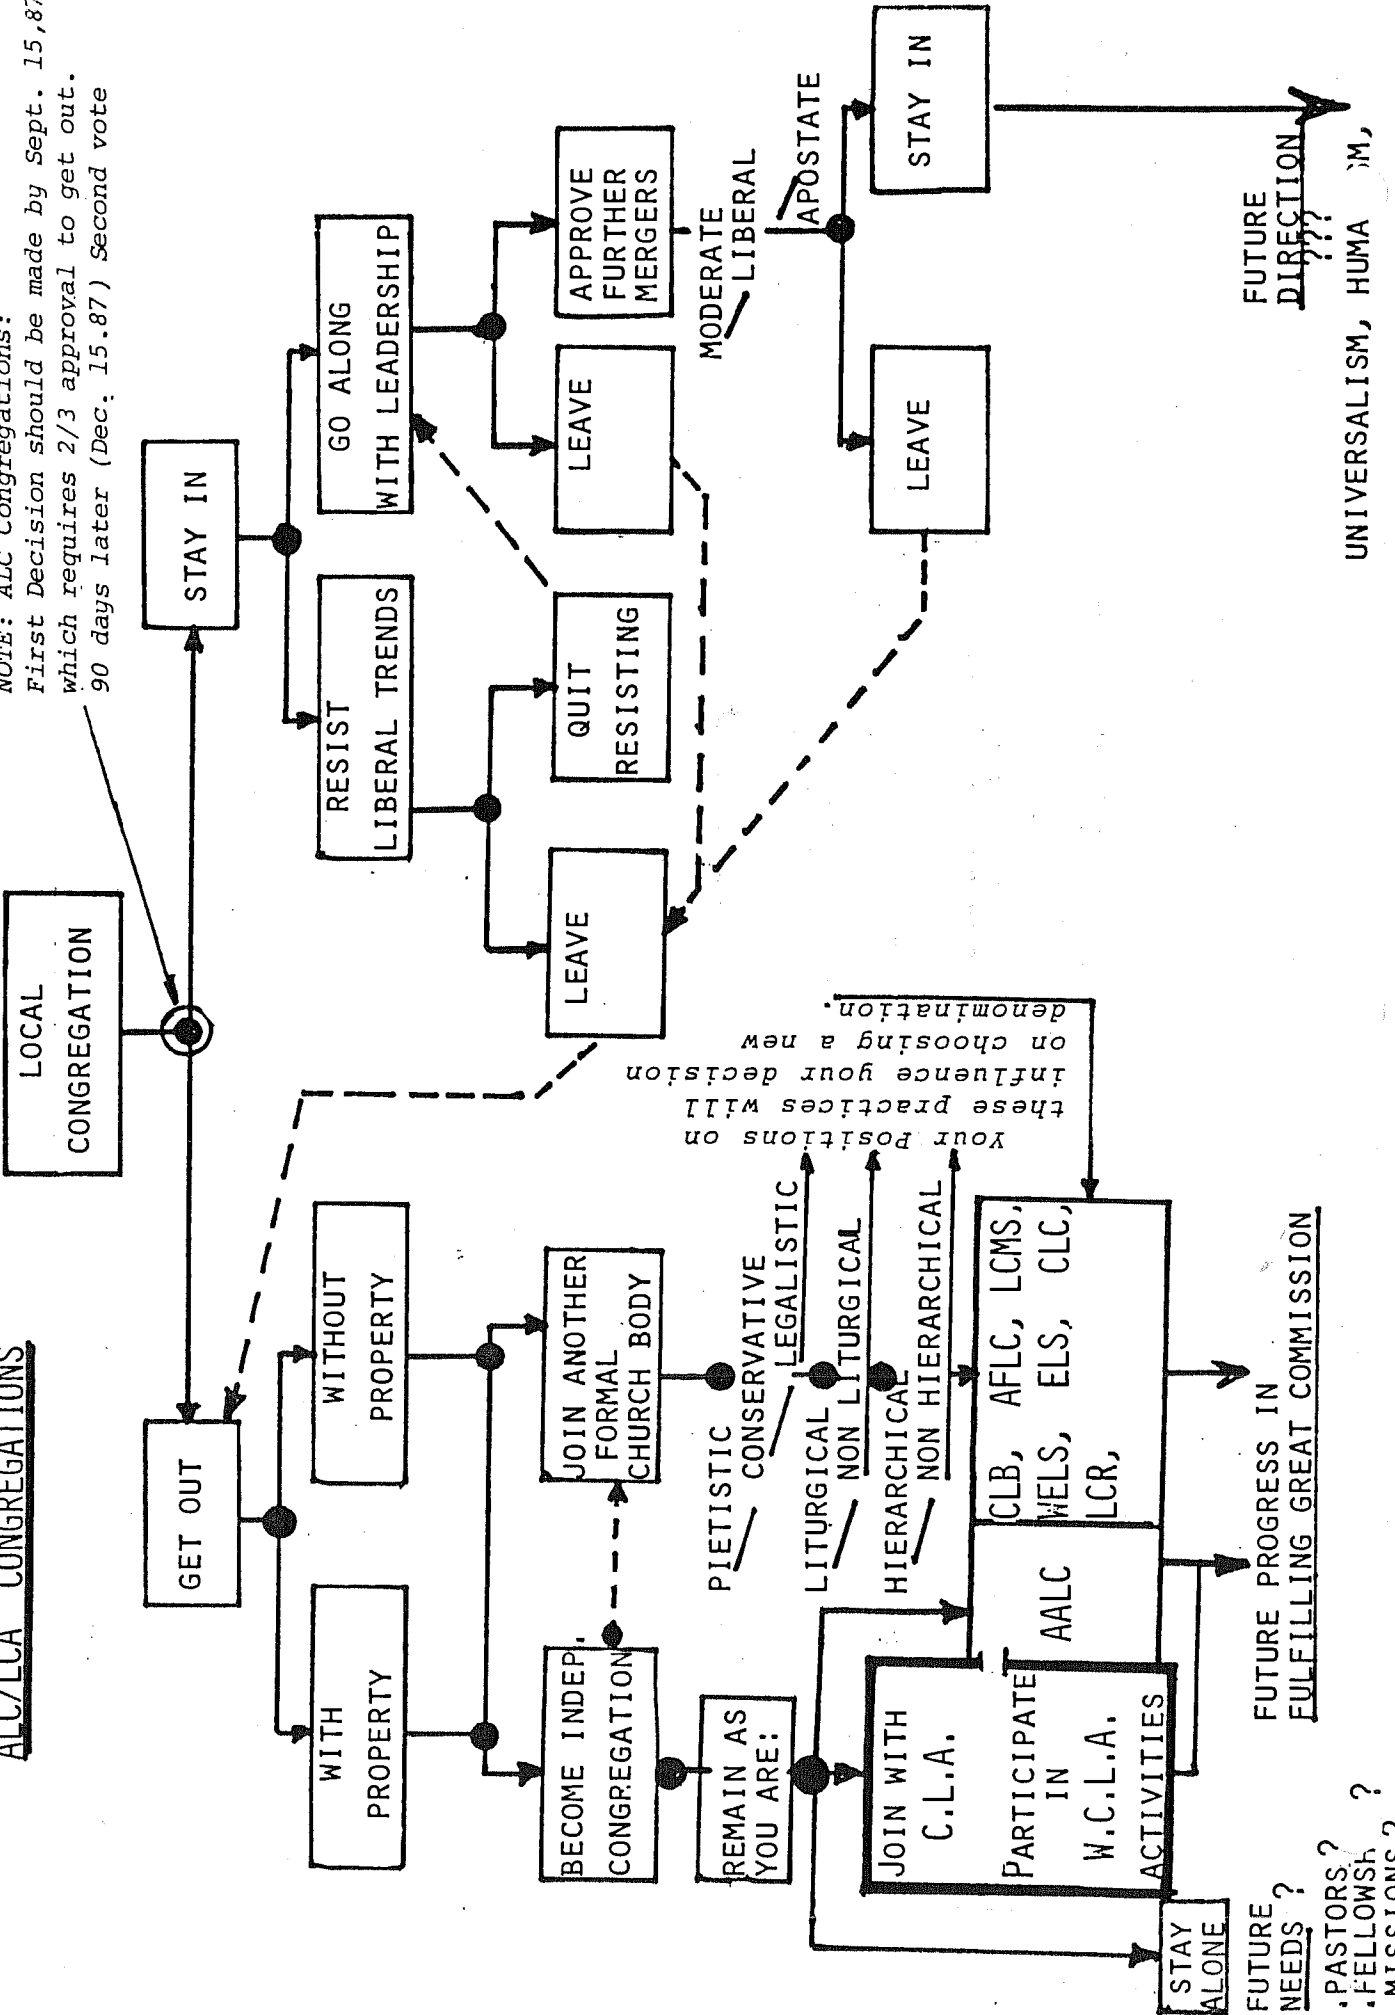 ALC/LCA CONGREGATIONS
NOTE: ALC Congregations:
First Decision should be made by Sept. 15,87
which requires 2/3 approval to get out.
90 days later (Dec. 15.87) Second vote
LOCAL
CONGREGATION
GET OUT
STAY IN
WITH
PROPERTY
WITHOUT
PROPERTY
RESIST
LIBERAL TRENDS
GO ALONG
WITH LEADERSHIP
BECOME INDEP.
CONGREGATION
JOIN ANOTHER
FORMAL
CHURCH BODY
LEAVE
QUIT
RESISTING
LEAVE
APPROVE
FURTHER
MERGERS
REMAIN AS
YOU ARE:
PIETISTIC
CONSERVATIVE
LEGALISTIC
LITURGICAL
NON LITURGICAL
HIERARCHICAL
NON HIERARCHICAL
Your Positions on
these practices will
influence your decision
on choosing a new
denomination.
MODERATE
LIBERAL
APOSTATE
LEAVE
STAY IN
JOIN WITH
C.L.A.
PARTICIPATE
IN
W.C.L.A.
ACTIVITIES
AALC
CLB, AFLC, LCMS,
WELS, ELS, CLC,
LCR,
STAY
ALONE
FUTURE
NEEDS ?
.PASTORS ?
.FELLOWSH ?
MISSIONS ?
FUTURE PROGRESS IN
FULFILLING GREAT COMMISSION
FUTURE
DIRECTION
????
UNIVERSALISM, HUMA M,